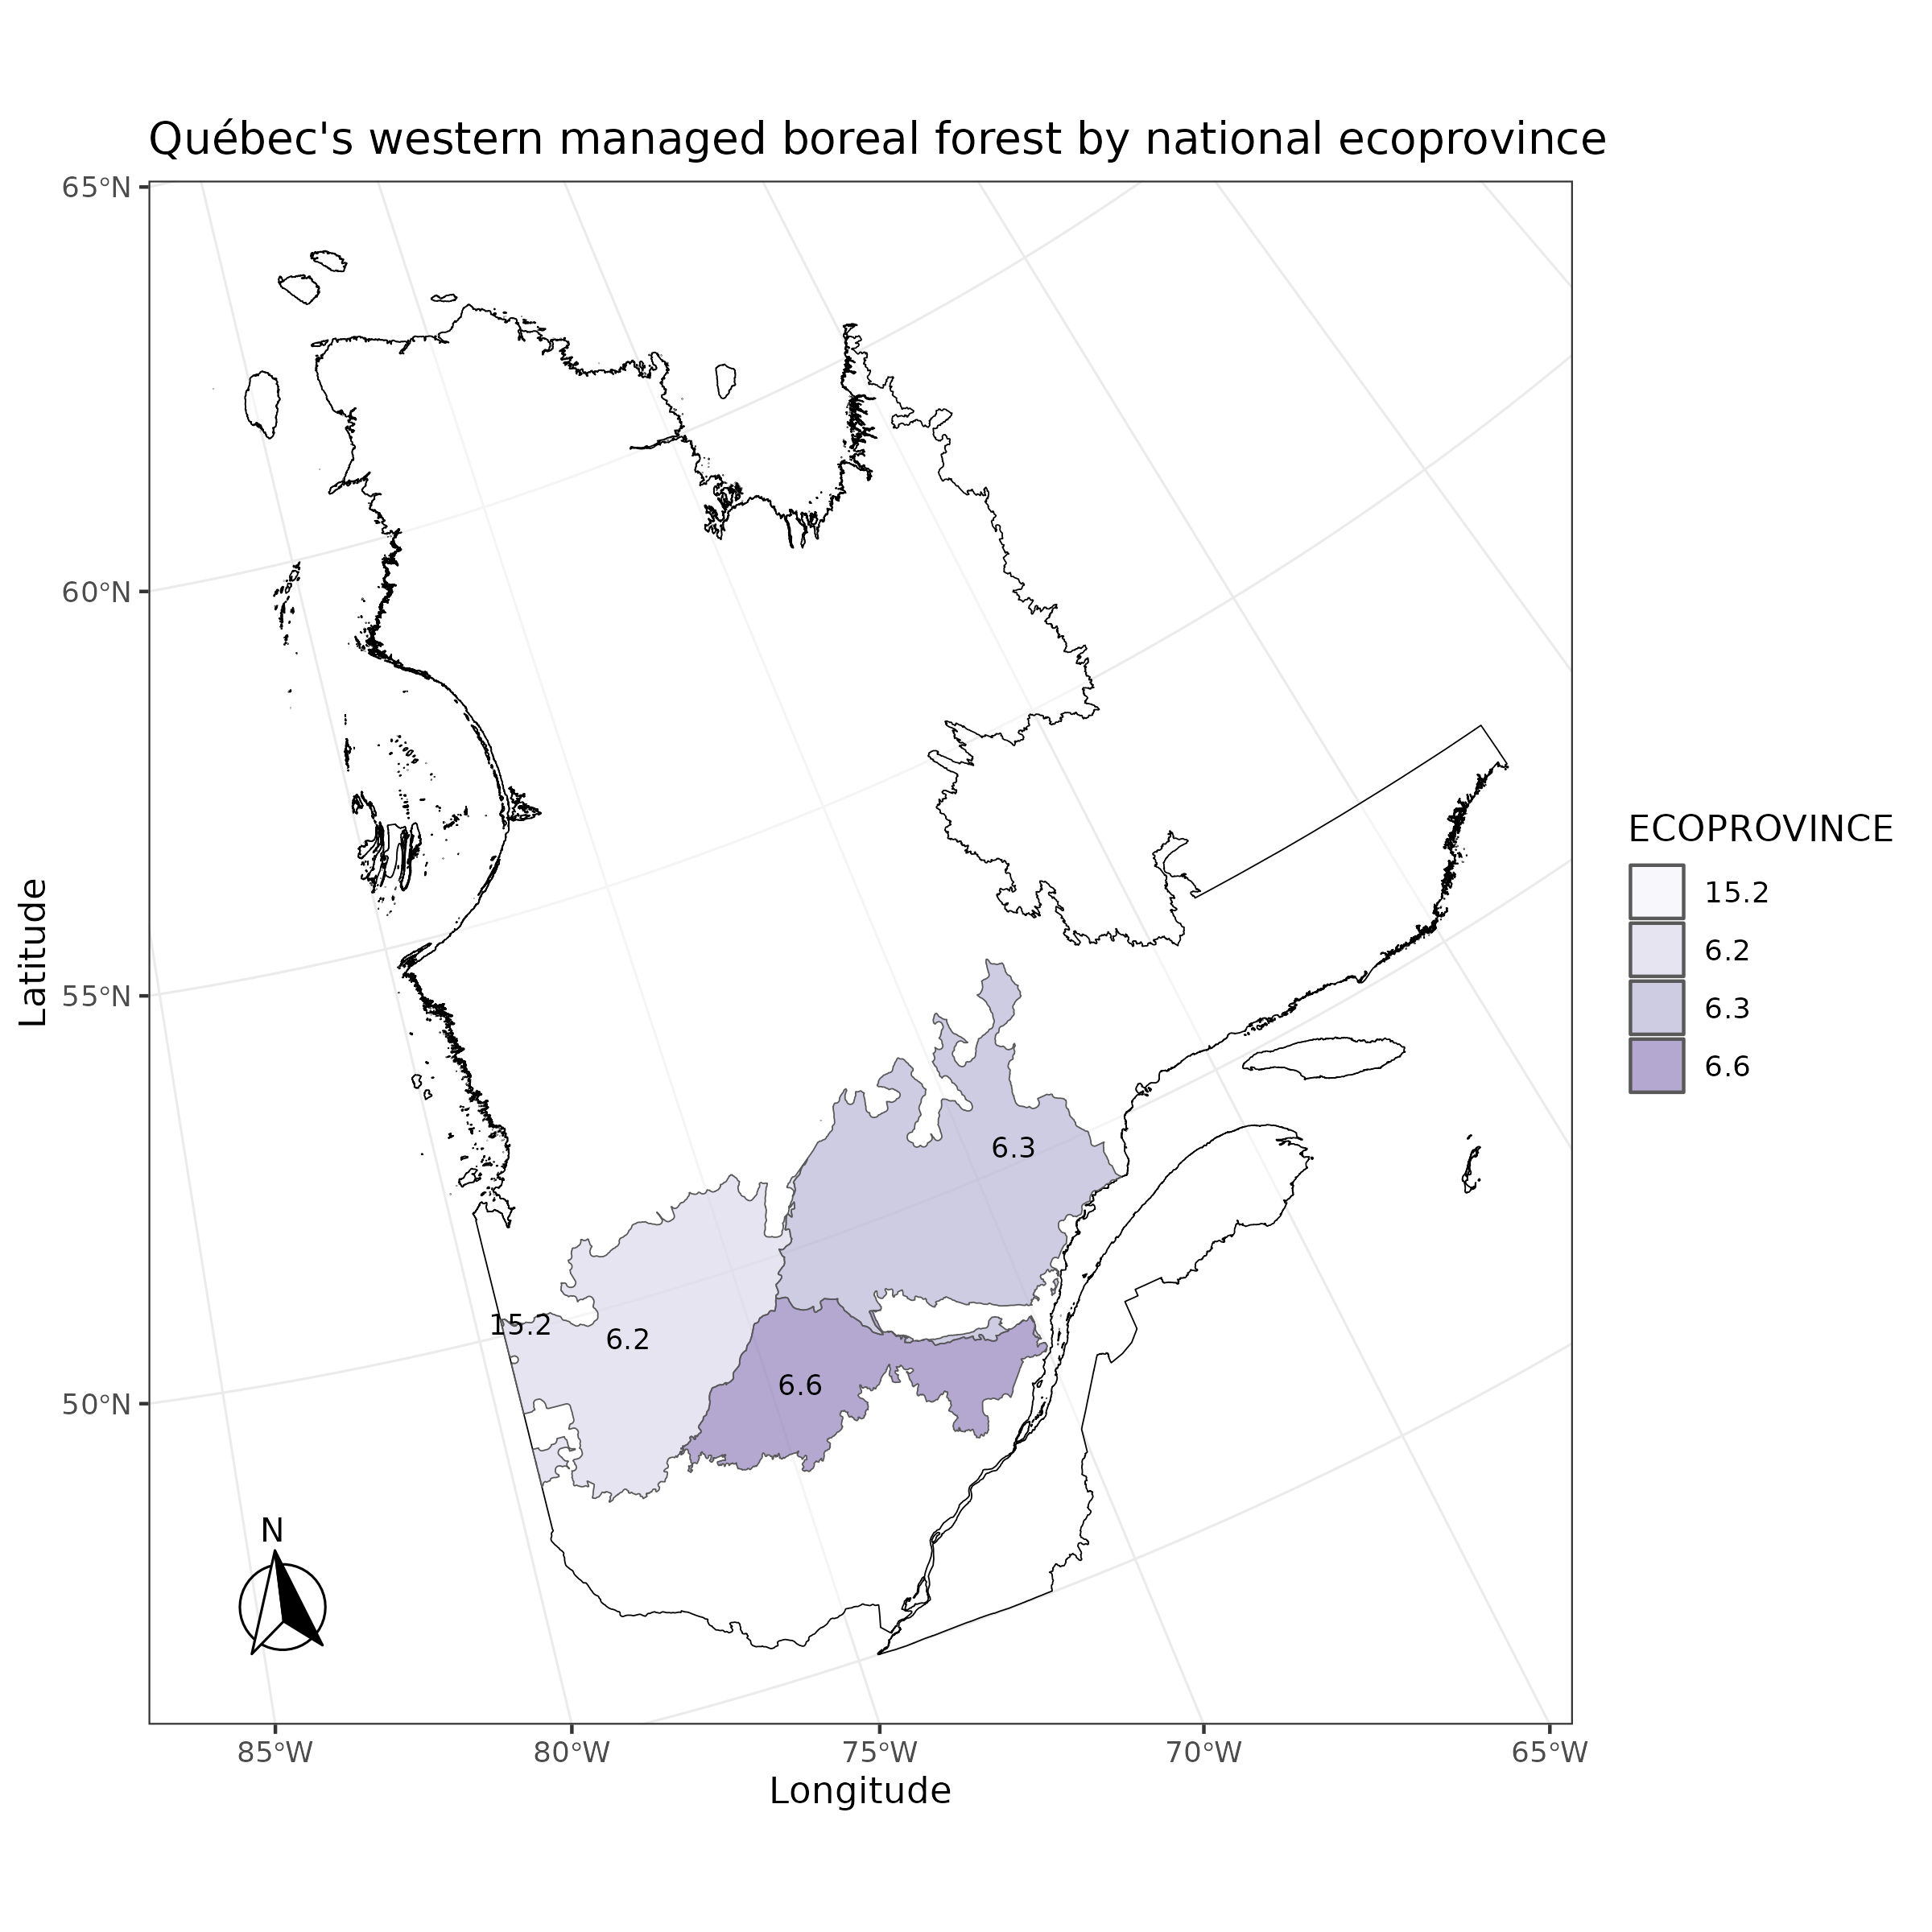 Québec's western managed boreal forest by national ecoprovince
65°N
60°N
55°N
50°N
Latitude
6.3
15.2
6.2
6.6
N
85°W
80°W
75°W
70°W
65°W
Longitude
ECOPROVINCE
15.2
6.2
6.3
6.6